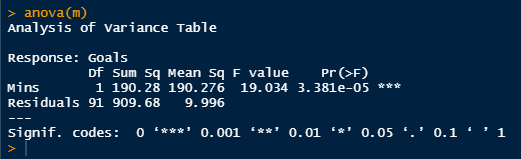 > anova(m)
Analysis of Variance Table

Response: Goals
          Df Sum Sq Mean Sq F value    Pr(>F)
Mins       1 190.28 190.276  19.034 3.381e-05 ***
Residuals 91 909.68   9.996
---
Signif. codes:  0 ‘***’ 0.001 ‘**’ 0.01 ‘*’ 0.05 ‘.’ 0.1 ‘ ’ 1
>